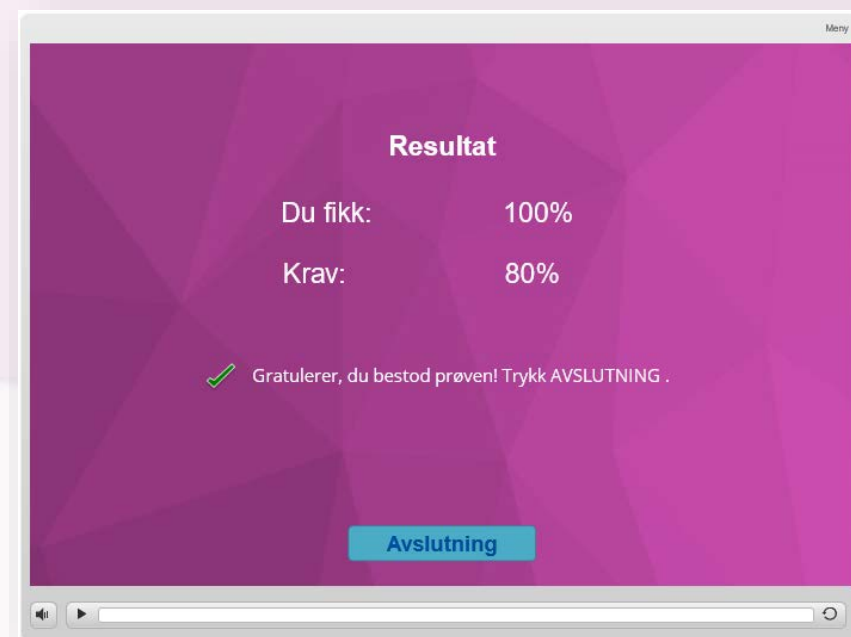 Meny
Resultat
Du fikk: 100%
Krav: 80%
Gratulerer, du bestod prøven! Trykk AVSLUTNING .
Avslutning